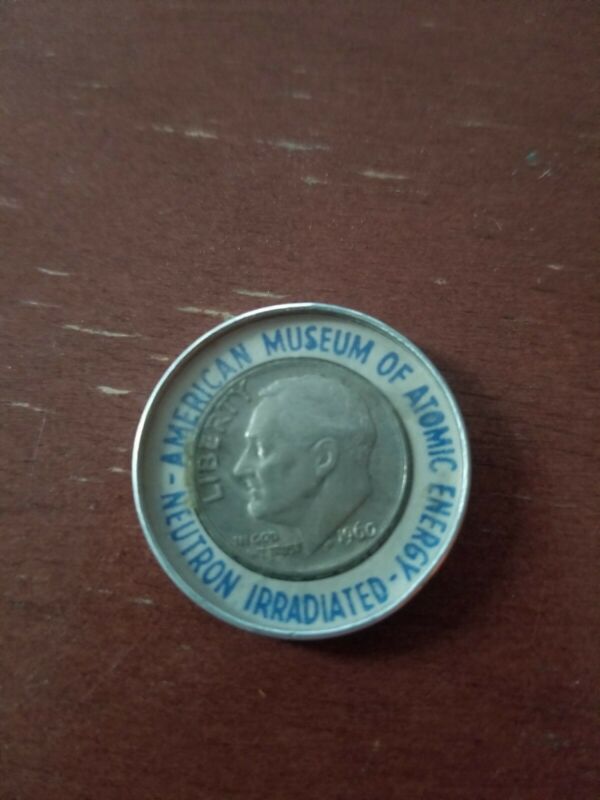 AMERICAN MUSEUM OF ATOMIC ENERGY -
NEUTRON IRRADIATED -
LIBERTY
IN GOD
WE TRUST
1960